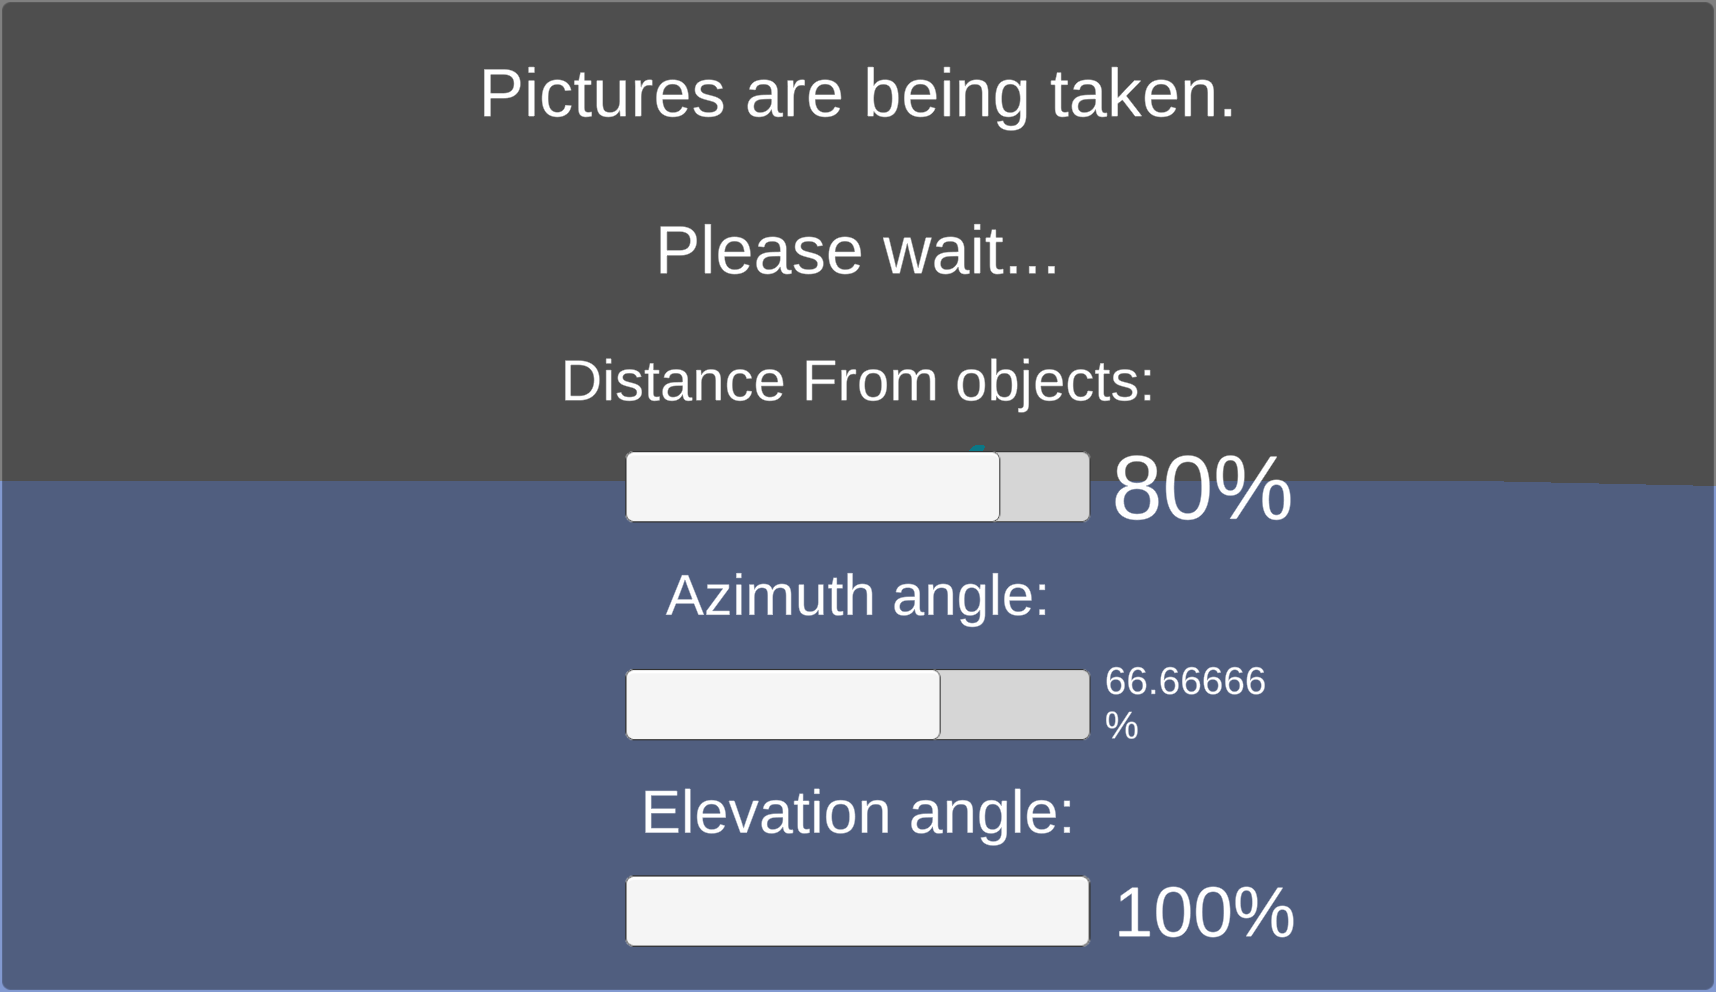 Pictures are being taken.
Please wait...
Distance From objects:
80%
Azimuth angle:
66.66666
%
Elevation angle:
100%